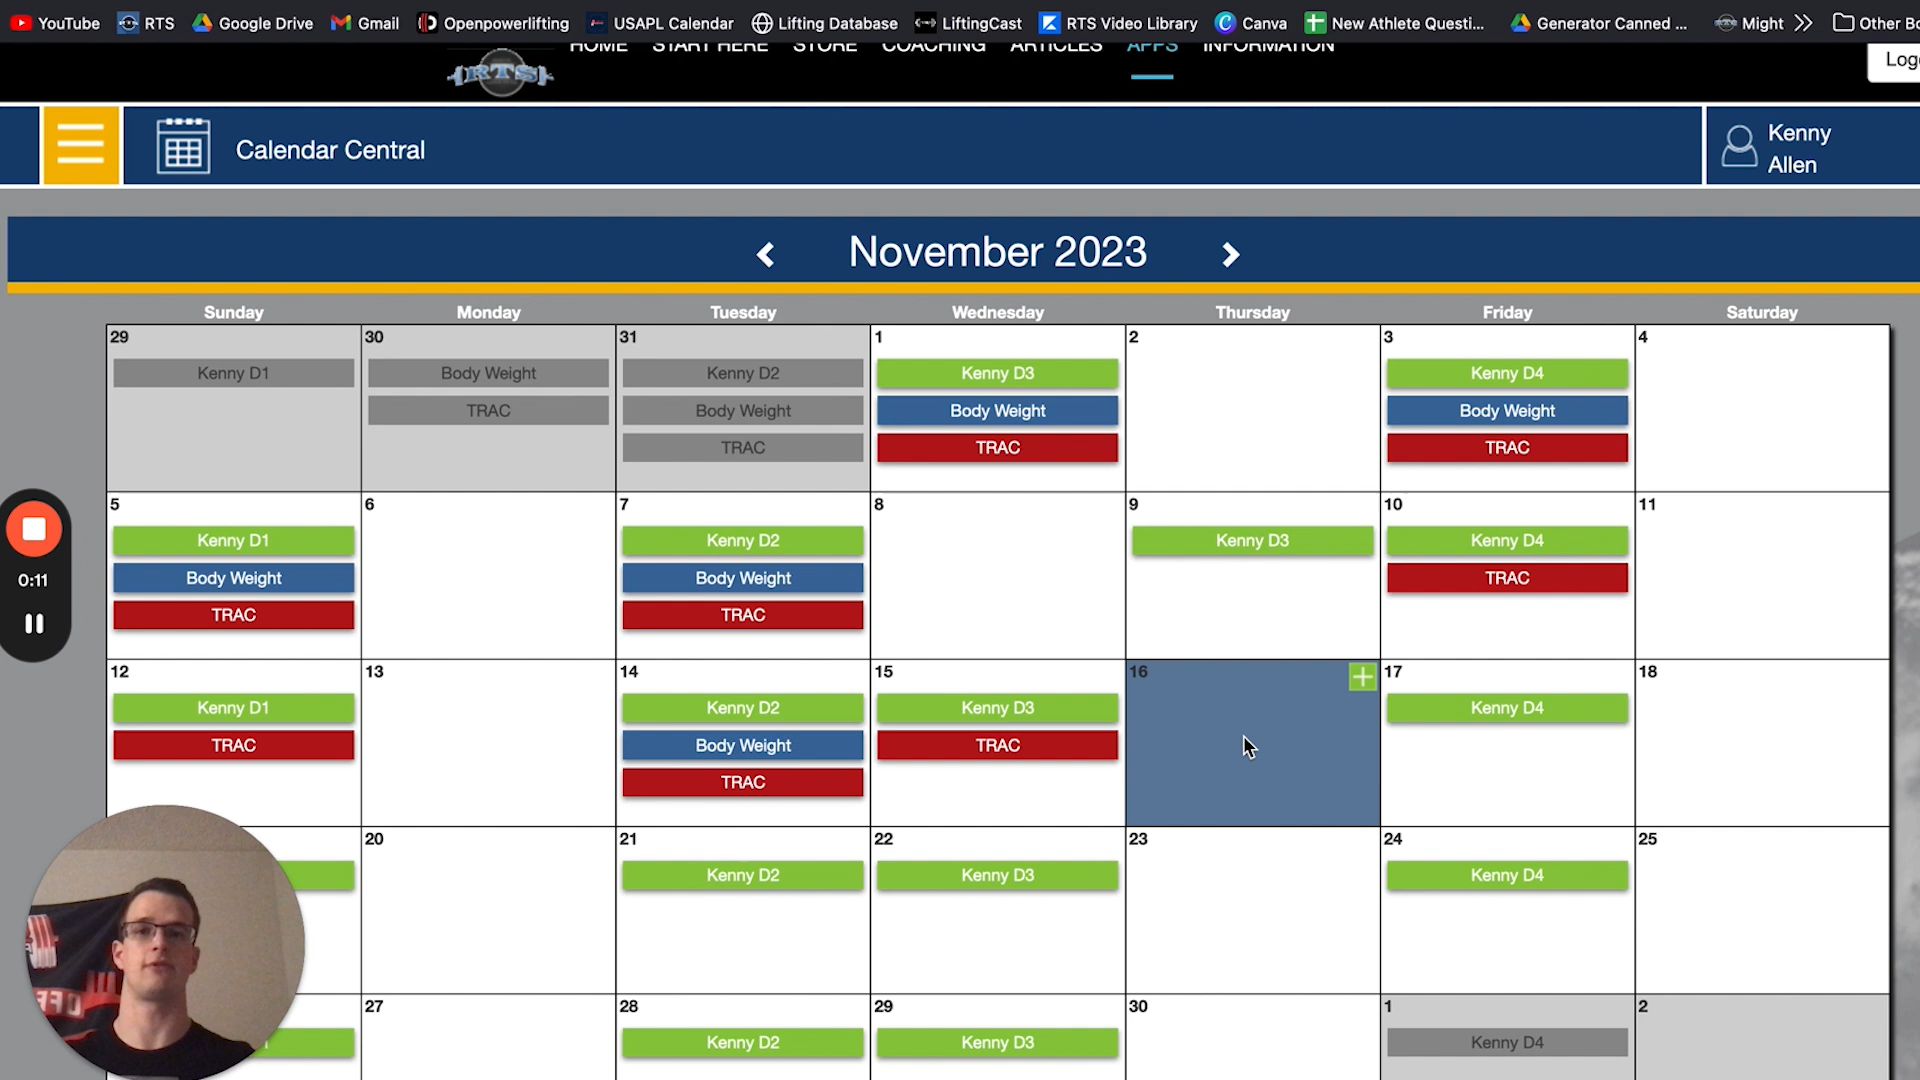 YouTube RTS Google Drive Gmail Openpowerlifting USAPL Calendar Lifting Database LiftingCast RTS Video Library Canva New Athlete Questi... Generator Canned ... Might Other Bo
HOME START HERE STORE COACHING ARTICLES APPS INFORMATION
RTS
Logo
Calendar Central
Kenny
Allen
November 2023
Sunday Monday Tuesday Wednesday Thursday Friday Saturday
29 30 31 1 2 3 4
Kenny D1 Body Weight Kenny D2 Kenny D3 Kenny D4
TRAC Body Weight Body Weight Body Weight
TRAC TRAC TRAC
5 6 7 8 9 10 11
Kenny D1 Kenny D2 Kenny D3 Kenny D4
Body Weight Body Weight TRAC
TRAC TRAC
0:11
12 13 14 15 16 17 18
Kenny D1 Kenny D2 Kenny D3 Kenny D4
TRAC Body Weight TRAC
TRAC
20 21 22 23 24 25
Kenny D2 Kenny D3 Kenny D4
27 28 29 30 1 2
Kenny D2 Kenny D3 Kenny D4